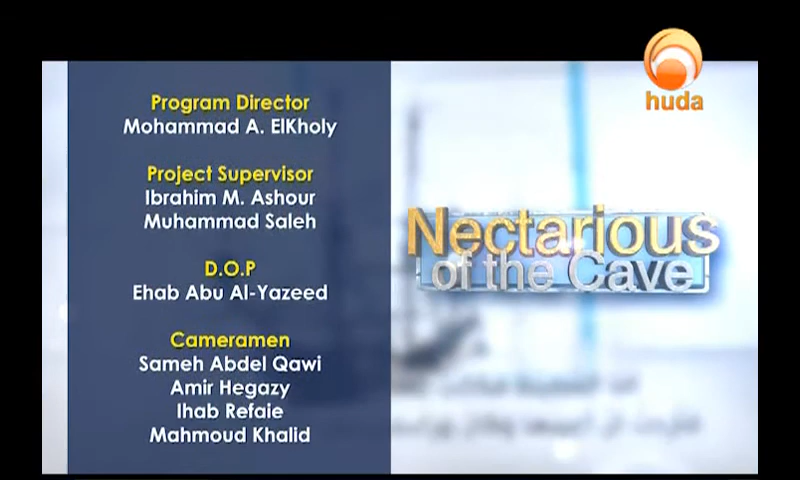 Program Director
Mohammad A. ElKholy
Project Supervisor
Ibrahim M. Ashour
Muhammad Saleh
D.O.P
Ehab Abu Al-Yazeed
Cameramen
Sameh Abdel Qawi
Amir Hegazy
Ihab Refaie
Mahmoud Khalid
huda
Nectarious
of the Cave